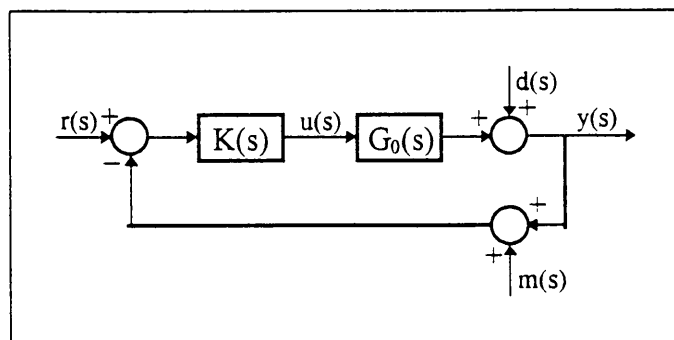 d(s)
r(s) + K(s) u(s) G₀(s) + + y(s)
−
+
+
m(s)